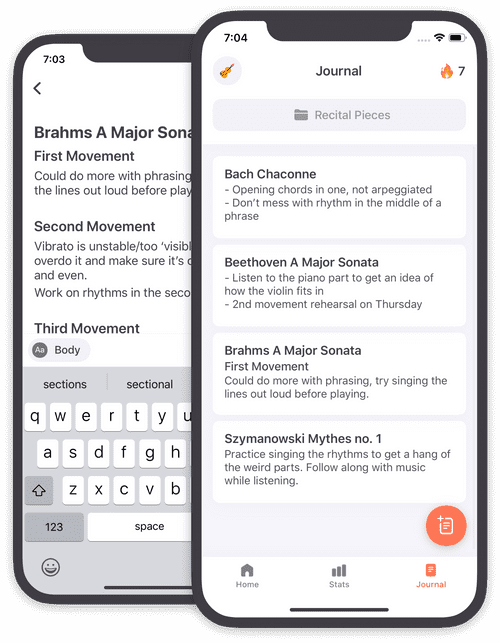 7:03
Brahms A Major Sona
First Movement
Could do more with phrasing
the lines out loud before play
Second Movement
Vibrato is unstable/too ‘visibl
overdo it and make sure it’s
and even.
Work on rhythms in the seco
Third Movement
Aa Body
sections sectional
q w e r t y u
a s d f g h
z x c v b
123 space
7:04
Journal
7
Recital Pieces
Bach Chaconne
- Opening chords in one, not arpeggiated
- Don’t mess with rhythm in the middle of a
phrase
Beethoven A Major Sonata
- Listen to the piano part to get an idea of
how the violin fits in
- 2nd movement rehearsal on Thursday
Brahms A Major Sonata
First Movement
Could do more with phrasing, try singing the
lines out loud before playing.
Szymanowski Mythes no. 1
Practice singing the rhythms to get a hang of
the weird parts. Follow along with music
while listening.
Home Stats Journal